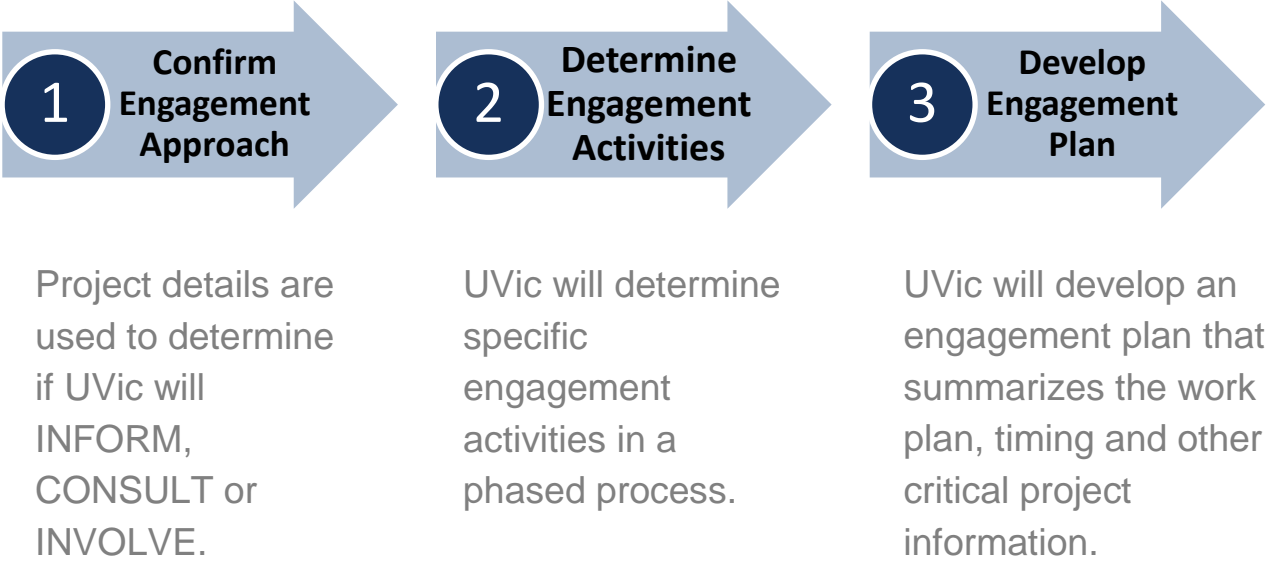 1
Confirm
Engagement
Approach
Project details are
used to determine
if UVic will
INFORM,
CONSULT or
INVOLVE.
2
Determine
Engagement
Activities
UVic will determine
specific
engagement
activities in a
phased process.
3
Develop
Engagement
Plan
UVic will develop an
engagement plan that
summarizes the work
plan, timing and other
critical project
information.